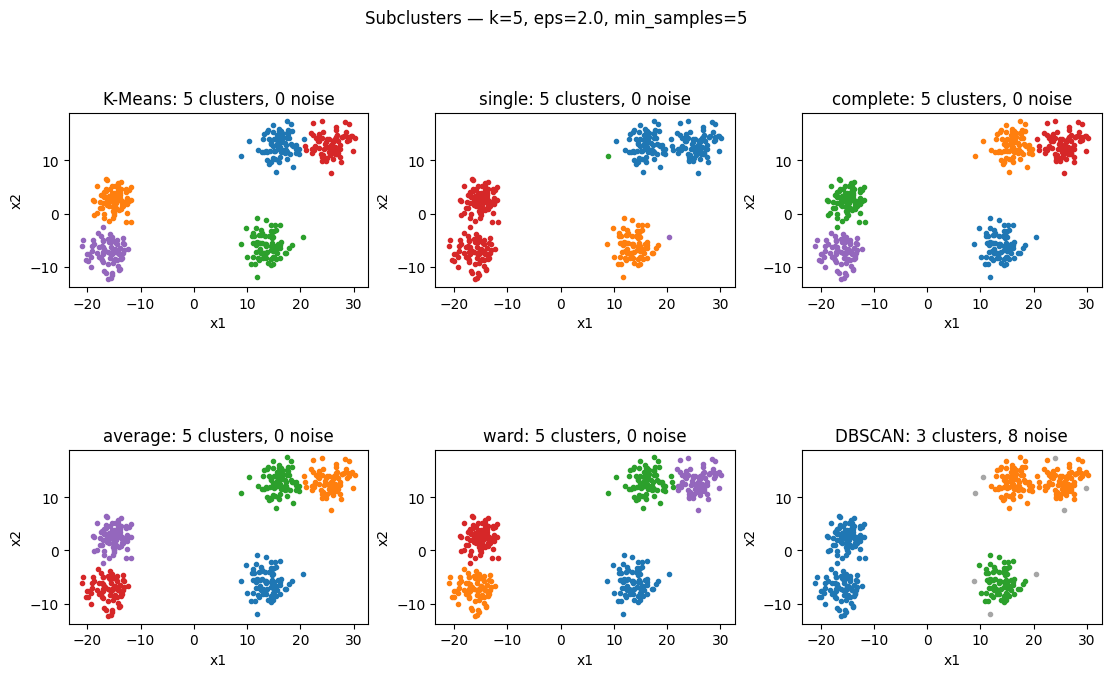 Subclusters — k=5, eps=2.0, min_samples=5
K-Means: 5 clusters, 0 noise
single: 5 clusters, 0 noise
complete: 5 clusters, 0 noise
x2
10
0
−10
−20
−10
0
10
20
30
x1
x2
10
0
−10
−20
−10
0
10
20
30
x1
x2
10
0
−10
−20
−10
0
10
20
30
x1
average: 5 clusters, 0 noise
ward: 5 clusters, 0 noise
DBSCAN: 3 clusters, 8 noise
x2
10
0
−10
−20
−10
0
10
20
30
x1
x2
10
0
−10
−20
−10
0
10
20
30
x1
x2
10
0
−10
−20
−10
0
10
20
30
x1